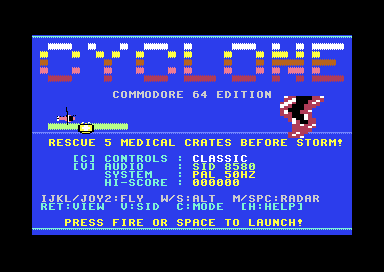 CYCLONE
COMMODORE 64 EDITION
RESCUE 5 MEDICAL CRATES BEFORE STORM!
[C] CONTROLS : CLASSIC
[V] AUDIO : SID 8580
SYSTEM : PAL 50HZ
HI-SCORE : 000000
IJKL/JOY2:FLY W/S:ALT M/SPC:RADAR
RET:VIEW V:SID C:MODE [H:HELP]
PRESS FIRE OR SPACE TO LAUNCH!